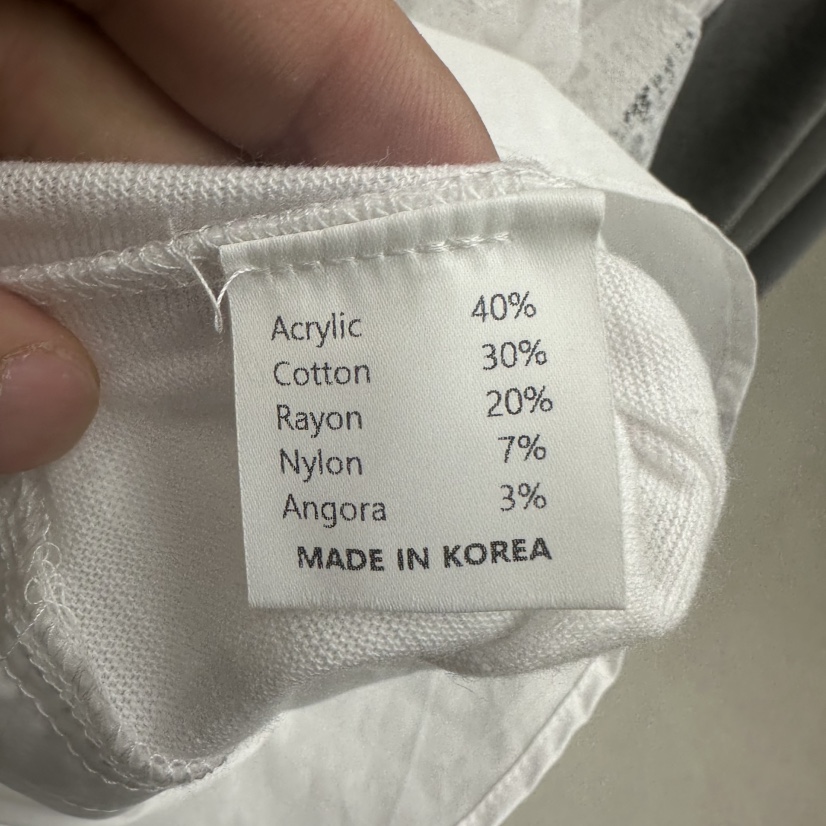 Acrylic 40%
Cotton 30%
Rayon 20%
Nylon 7%
Angora 3%
MADE IN KOREA